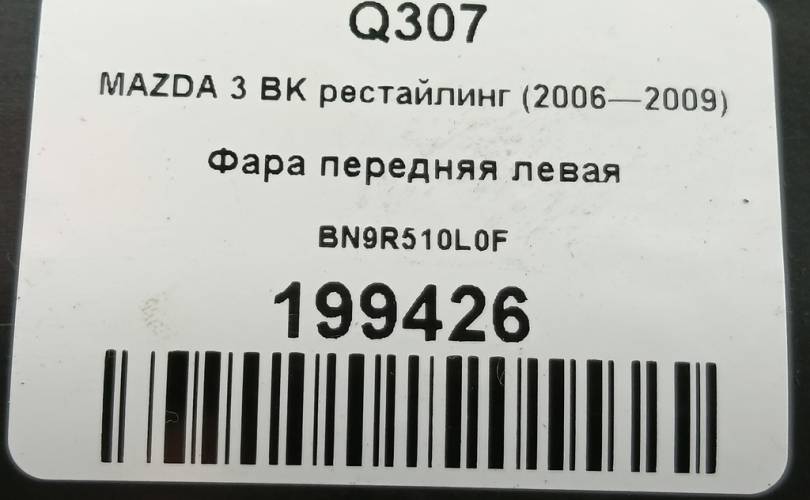 Q307
MAZDA 3 BK рестайлинг (2006—2009)
Фара передняя левая
BN9R510L0F
199426